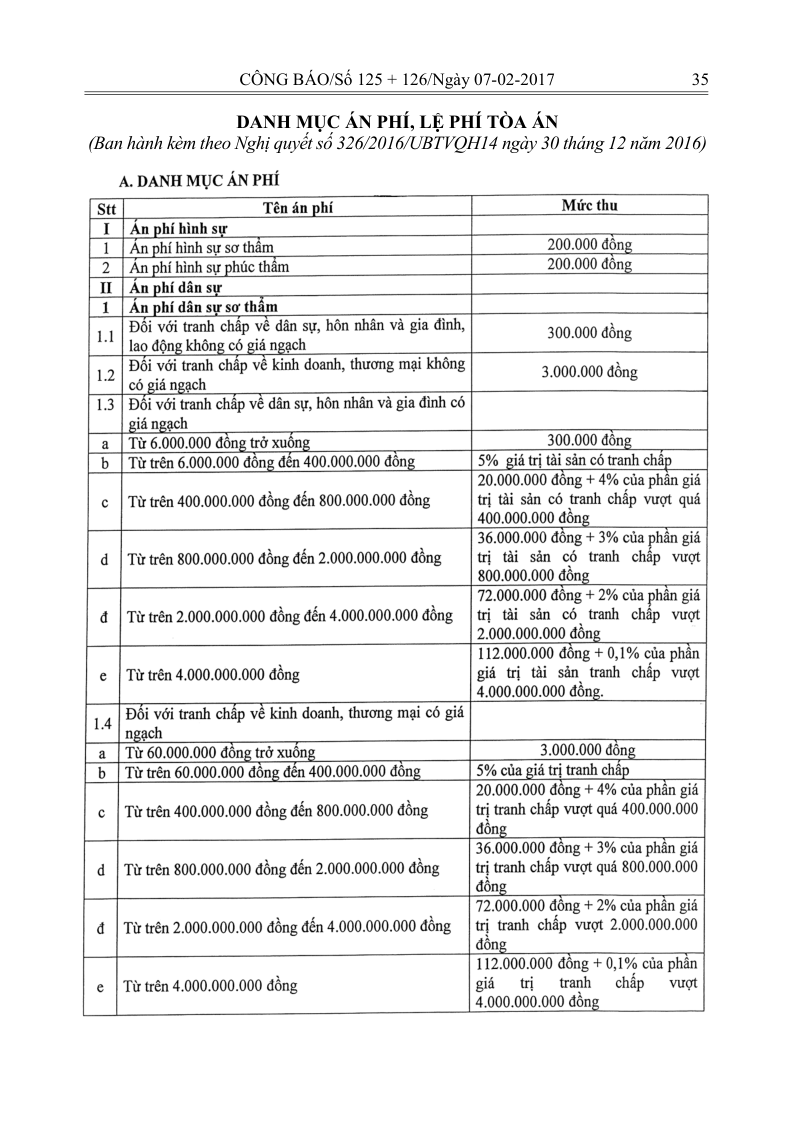 CÔNG BÁO/Số 125 + 126/Ngày 07-02-2017 35
DANH MỤC ÁN PHÍ, LỆ PHÍ TÒA ÁN
(Ban hành kèm theo Nghị quyết số 326/2016/UBTVQH14 ngày 30 tháng 12 năm 2016)
A. DANH MỤC ÁN PHÍ
Stt Tên án phí Mức thu
I Án phí hình sự
1 Án phí hình sự sơ thẩm 200.000 đồng
2 Án phí hình sự phúc thẩm 200.000 đồng
II Án phí dân sự
1 Án phí dân sự sơ thẩm
1.1 Đối với tranh chấp về dân sự, hôn nhân và gia đình,
lao động không có giá ngạch
300.000 đồng
1.2 Đối với tranh chấp về kinh doanh, thương mại không
có giá ngạch
3.000.000 đồng
1.3 Đối với tranh chấp về dân sự, hôn nhân và gia đình có
giá ngạch
a Từ 6.000.000 đồng trở xuống 300.000 đồng
b Từ trên 6.000.000 đồng đến 400.000.000 đồng 5% giá trị tài sản có tranh chấp
c Từ trên 400.000.000 đồng đến 800.000.000 đồng
20.000.000 đồng + 4% của phần giá
trị tài sản có tranh chấp vượt quá
400.000.000 đồng
d Từ trên 800.000.000 đồng đến 2.000.000.000 đồng
36.000.000 đồng + 3% của phần giá
trị tài sản có tranh chấp vượt
800.000.000 đồng
đ Từ trên 2.000.000.000 đồng đến 4.000.000.000 đồng
72.000.000 đồng + 2% của phần giá
trị tài sản có tranh chấp vượt
2.000.000.000 đồng
e Từ trên 4.000.000.000 đồng
112.000.000 đồng + 0,1% của phần
giá trị tài sản tranh chấp vượt
4.000.000.000 đồng.
1.4 Đối với tranh chấp về kinh doanh, thương mại có giá
ngạch
a Từ 60.000.000 đồng trở xuống 3.000.000 đồng
b Từ trên 60.000.000 đồng đến 400.000.000 đồng 5% của giá trị tranh chấp
c Từ trên 400.000.000 đồng đến 800.000.000 đồng
20.000.000 đồng + 4% của phần giá
trị tranh chấp vượt quá 400.000.000
đồng
d Từ trên 800.000.000 đồng đến 2.000.000.000 đồng
36.000.000 đồng + 3% của phần giá
trị tranh chấp vượt quá 800.000.000
đồng
đ Từ trên 2.000.000.000 đồng đến 4.000.000.000 đồng
72.000.000 đồng + 2% của phần giá
trị tranh chấp vượt 2.000.000.000
đồng
e Từ trên 4.000.000.000 đồng
112.000.000 đồng + 0,1% của phần
giá trị tranh chấp vượt
4.000.000.000 đồng